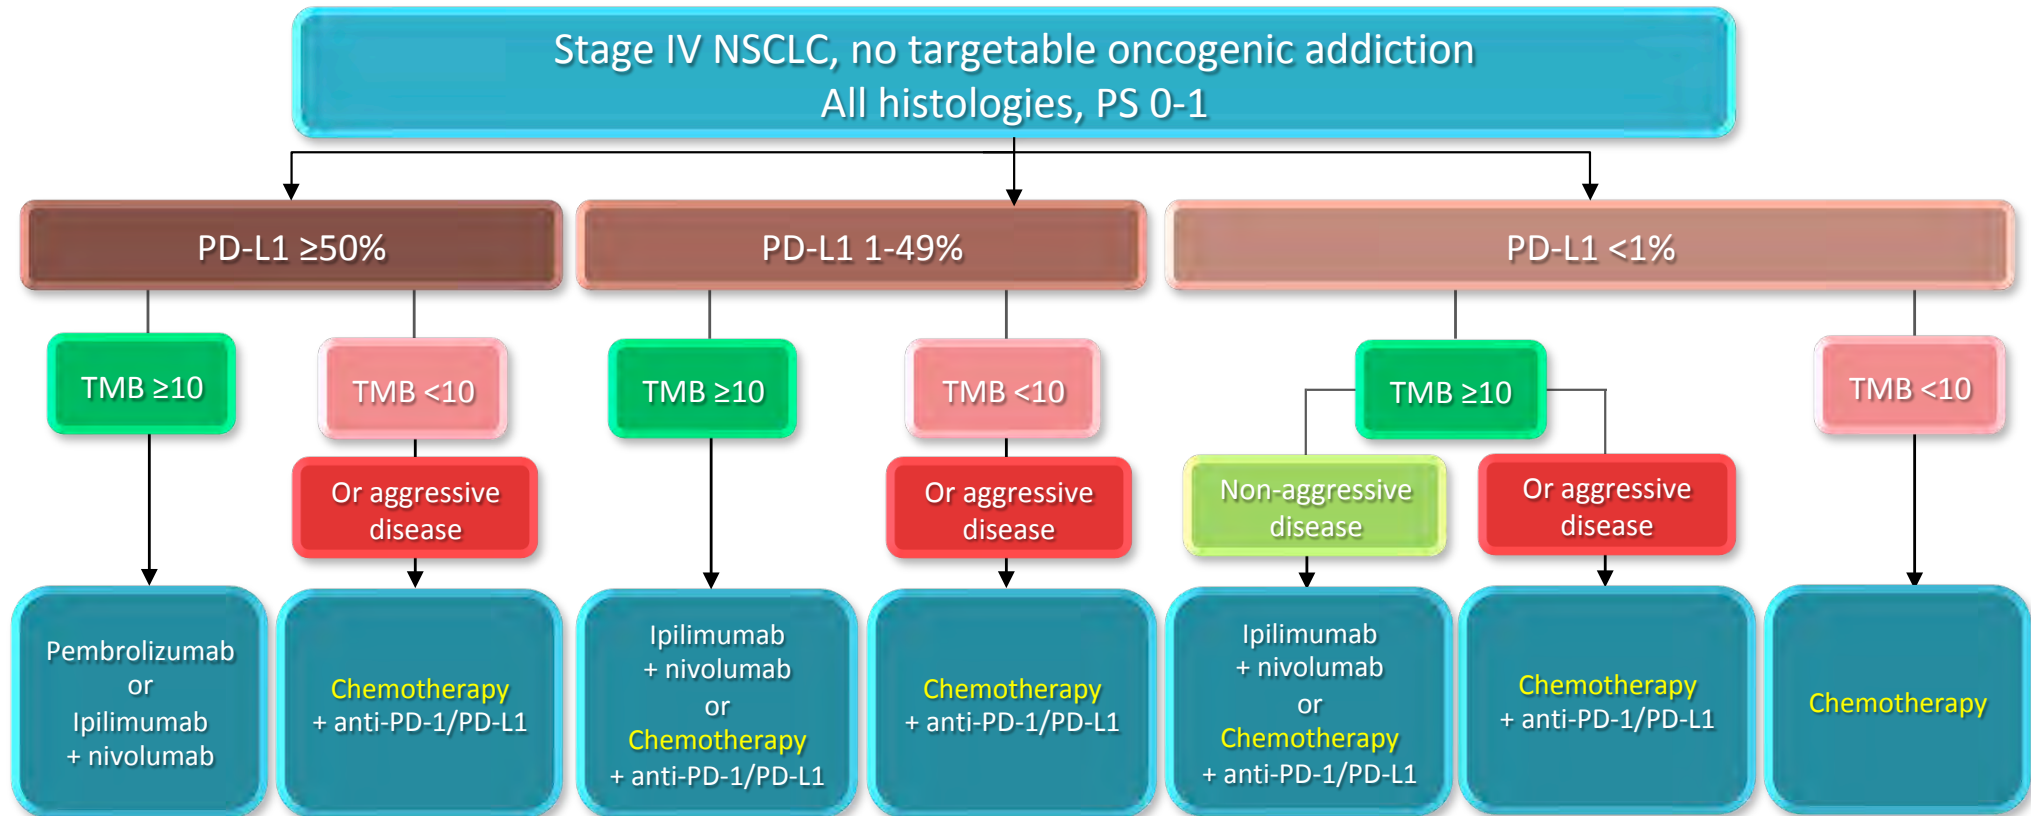 Stage IV NSCLC, no targetable oncogenic addiction
All histologies, PS 0-1
PD-L1 ≥50%
PD-L1 1-49%
PD-L1 <1%
TMB ≥10
TMB <10
TMB ≥10
TMB <10
TMB ≥10
TMB <10
Or aggressive
disease
Or aggressive
disease
Non-aggressive
disease
Or aggressive
disease
Pembrolizumab
or
Ipilimumab
+ nivolumab
Chemotherapy
+ anti-PD-1/PD-L1
Ipilimumab
+ nivolumab
or
Chemotherapy
+ anti-PD-1/PD-L1
Chemotherapy
+ anti-PD-1/PD-L1
Ipilimumab
+ nivolumab
or
Chemotherapy
+ anti-PD-1/PD-L1
Chemotherapy
+ anti-PD-1/PD-L1
Chemotherapy